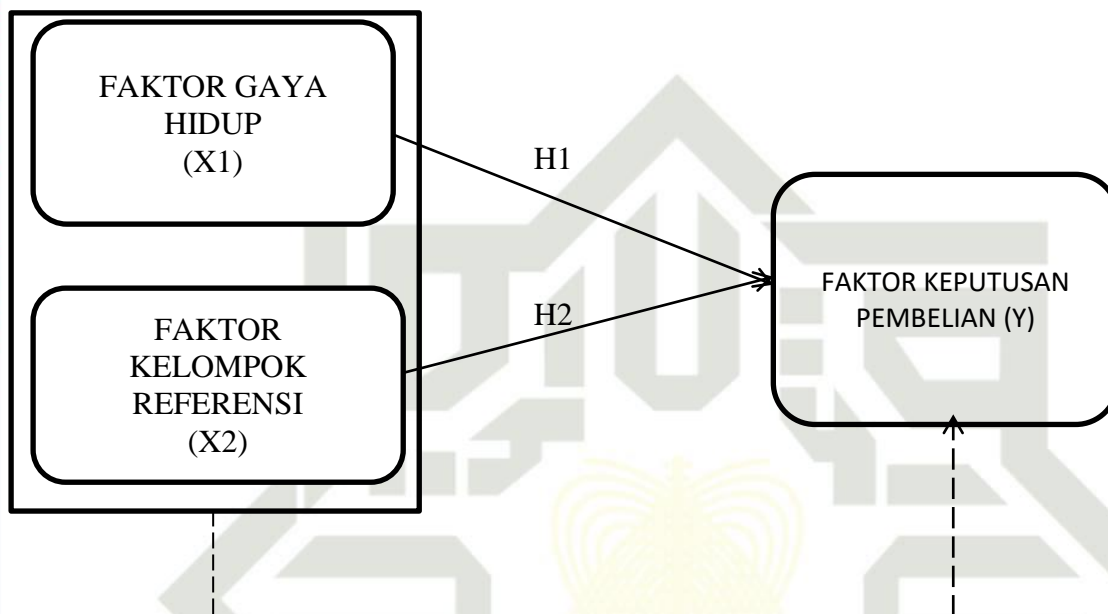 FAKTOR GAYA
HIDUP
(X1)
H1
FAKTOR KEPUTUSAN
PEMBELIAN (Y)
H2
FAKTOR
KELOMPOK
REFERENSI
(X2)